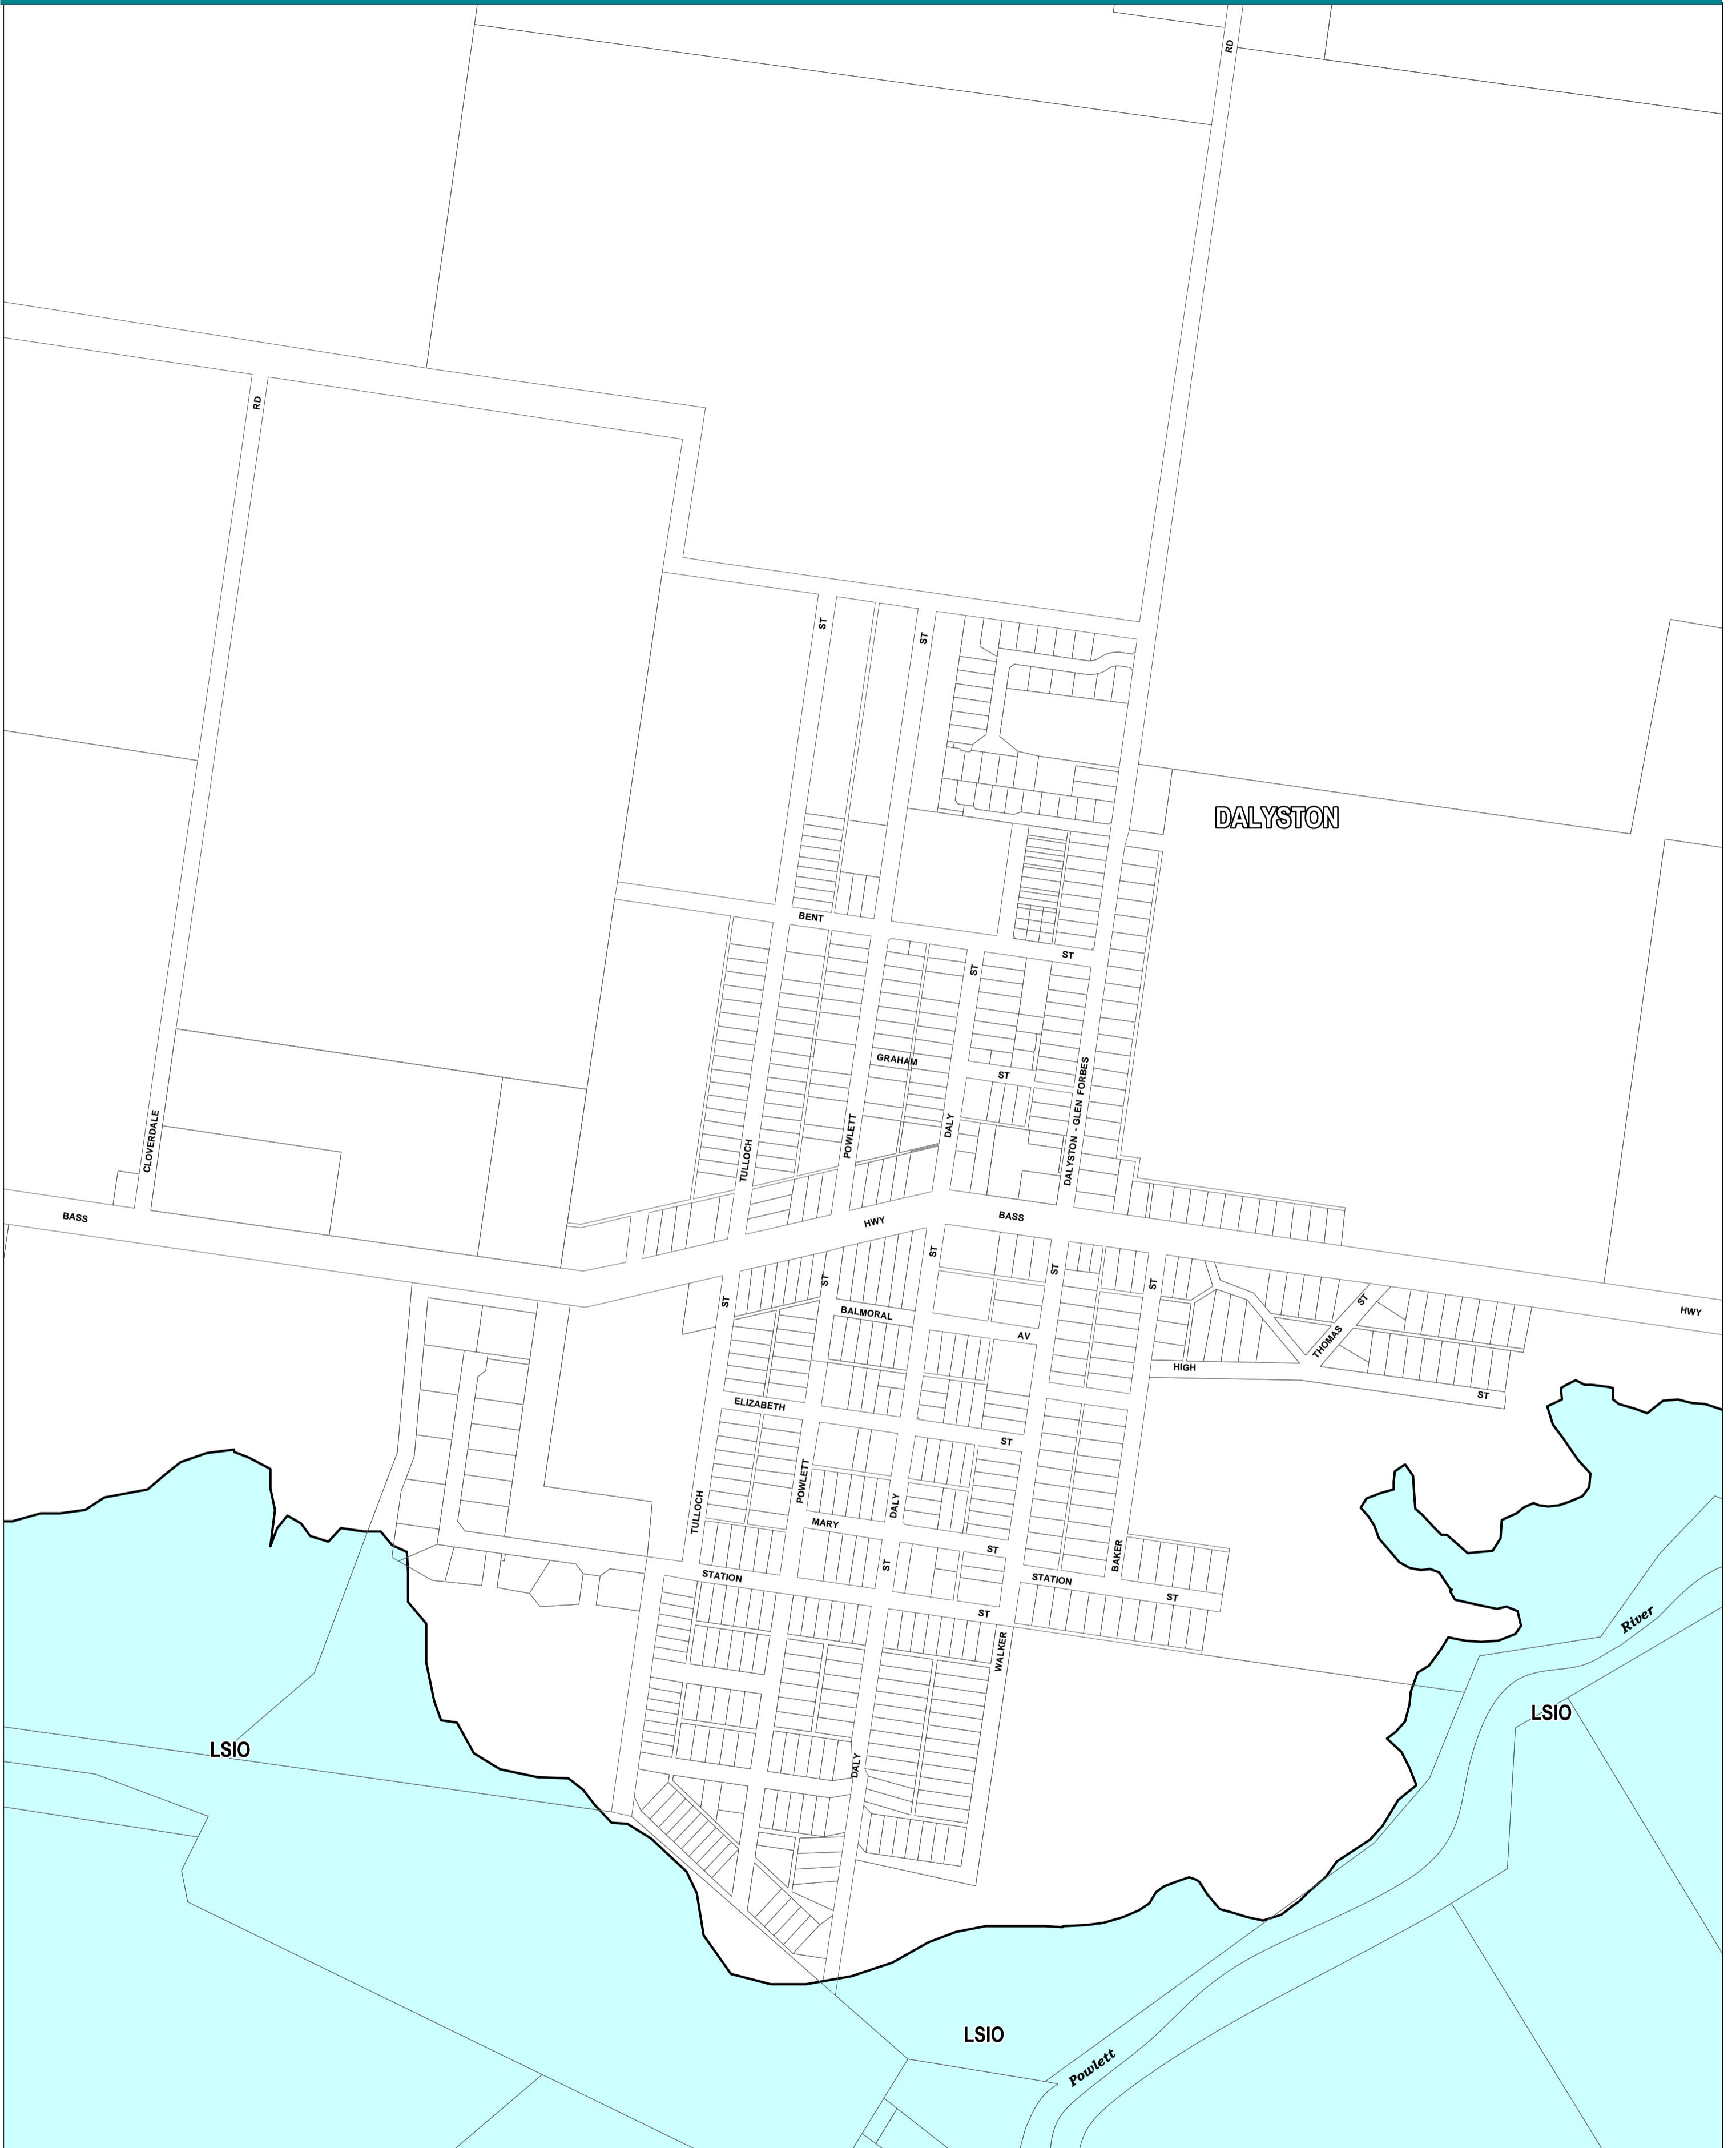 RD
RD
ST
ST
DALYSTON
BENT
ST
ST
GRAHAM
ST
DALYSTON - GLEN FORBES
CLOVERDALE
TULLOCH
POWLETT
DALY
BASS
HWY
BASS
ST
ST
ST
ST
ST
ST
HWY
BALMORAL
AV
THOMAS
HIGH
ST
ELIZABETH
ST
TULLOCH
POWLETT
DALY
MARY
ST
ST
BAKER
STATION
STATION
ST
ST
WALKER
River
LSIO
LSIO
DALY
LSIO
Powlett